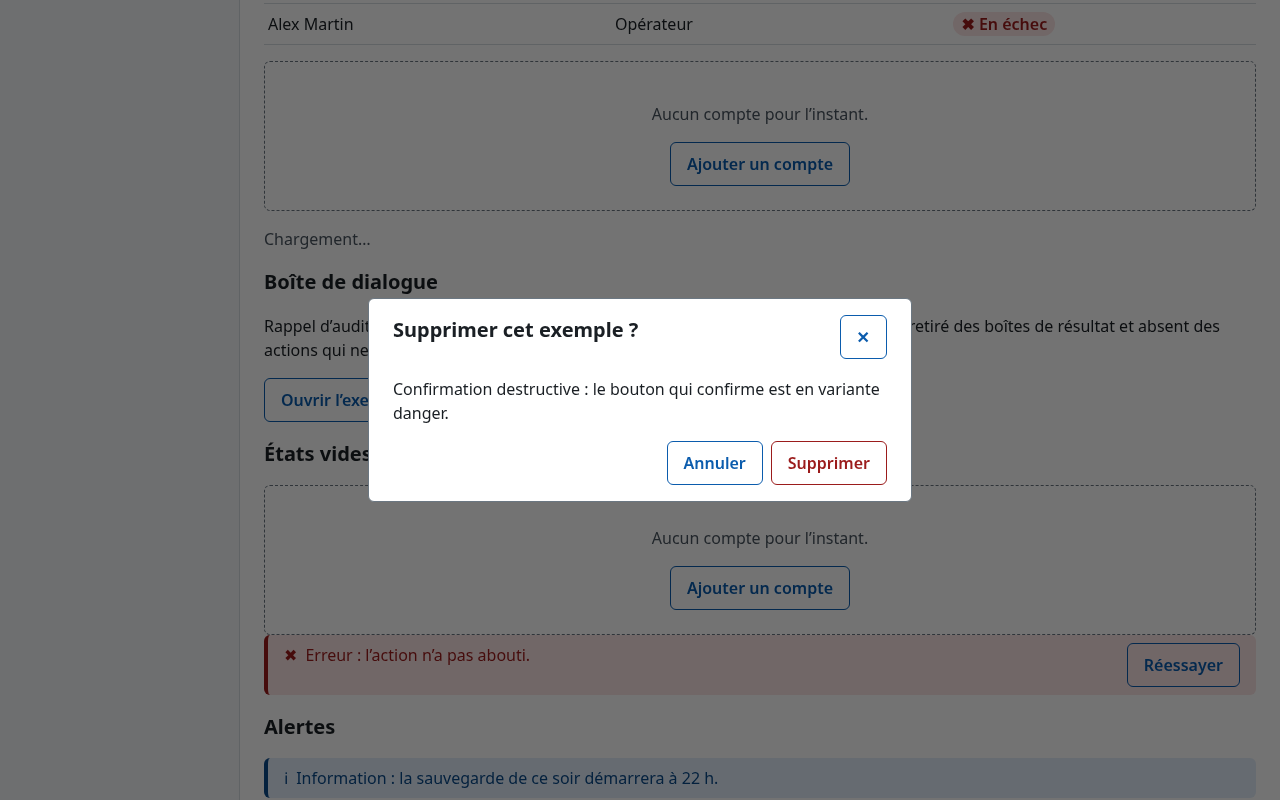 Alex Martin Opérateur ✖ En échec
Aucun compte pour l’instant.
Ajouter un compte
Chargement…
Boîte de dialogue
Rappel d’audit
retiré des boîtes de résultat et absent des
actions qui ne
Ouvrir l’exe
Supprimer cet exemple ?
×
Confirmation destructive : le bouton qui confirme est en variante
danger.
Annuler Supprimer
États vides
Aucun compte pour l’instant.
Ajouter un compte
✖ Erreur : l’action n’a pas abouti.
Réessayer
Alertes
i Information : la sauvegarde de ce soir démarrera à 22 h.